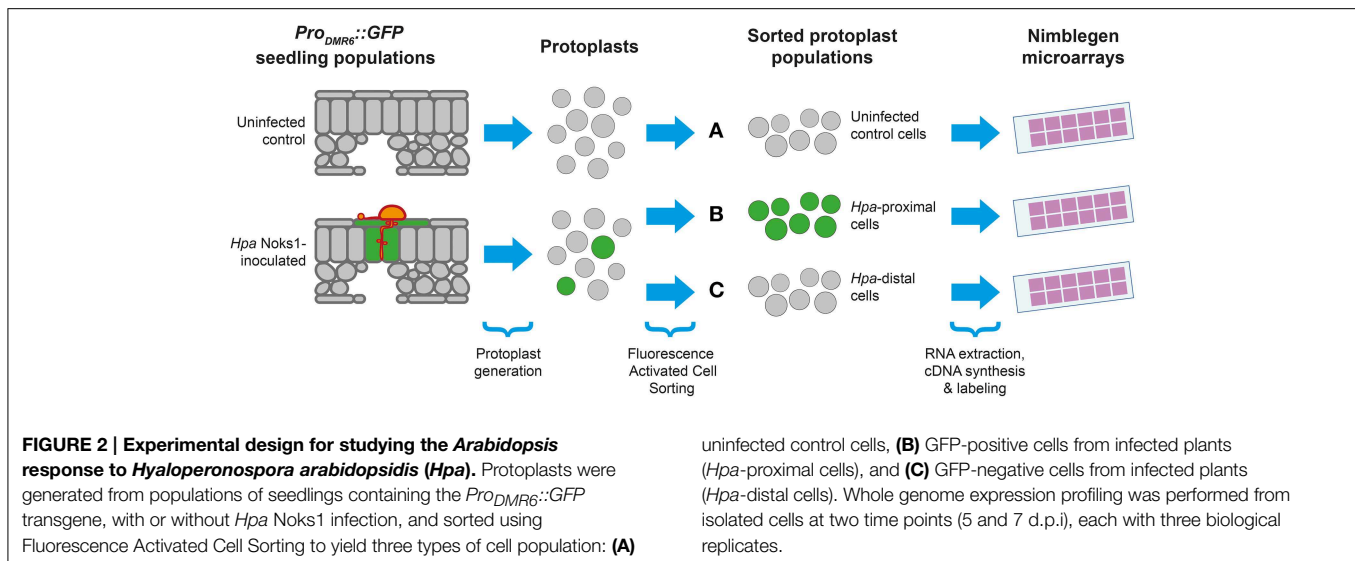 Pro_DMR6::GFP
seedling populations
Protoplasts
Sorted protoplast
populations
Nimblegen
microarrays
Uninfected
control
A
Uninfected
control cells
Hpa Noks1-
inoculated
B
Hpa-proximal
cells
C
Hpa-distal
cells
Protoplast
generation
Fluorescence
Activated Cell
Sorting
RNA extraction,
cDNA synthesis
& labeling
FIGURE 2 | Experimental design for studying the Arabidopsis
response to Hyaloperonospora arabidopsidis (Hpa). Protoplasts were
generated from populations of seedlings containing the Pro_DMR6::GFP
transgene, with or without Hpa Noks1 infection, and sorted using
Fluorescence Activated Cell Sorting to yield three types of cell population: (A)
uninfected control cells, (B) GFP-positive cells from infected plants
(Hpa-proximal cells), and (C) GFP-negative cells from infected plants
(Hpa-distal cells). Whole genome expression profiling was performed from
isolated cells at two time points (5 and 7 d.p.i), each with three biological
replicates.